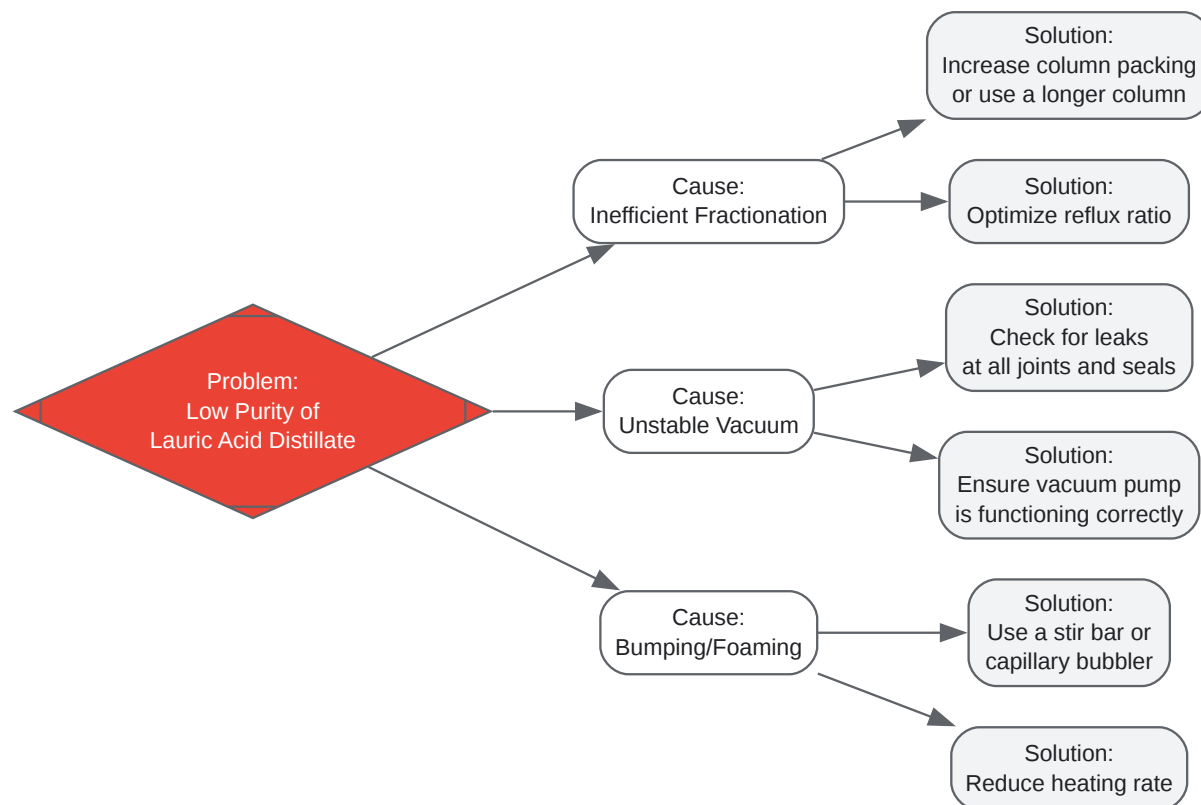 Problem:
Low Purity of
Lauric Acid Distillate
Cause:
Inefficient Fractionation
Solution:
Increase column packing
or use a longer column
Solution:
Optimize reflux ratio
Cause:
Unstable Vacuum
Solution:
Check for leaks
at all joints and seals
Solution:
Ensure vacuum pump
is functioning correctly
Cause:
Bumping/Foaming
Solution:
Use a stir bar or
capillary bubbler
Solution:
Reduce heating rate